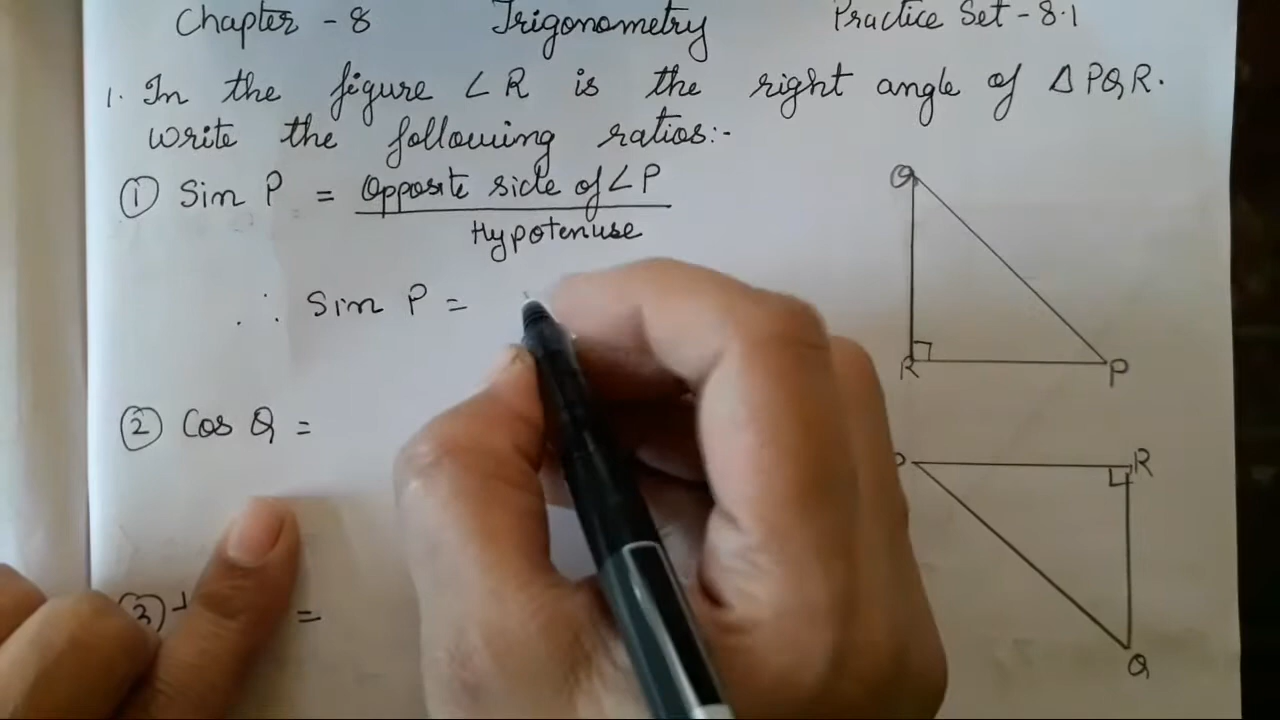 Chapter - 8 Trigonometry Practice Set - 8.1
1. In the figure ∠R is the right angle of Δ PQR.
write the following ratios:-
① Sin P = Opposite side of ∠P
Hypotenuse
∴ Sin P =
② Cos Q =
③ =
Q
R P
R
Q